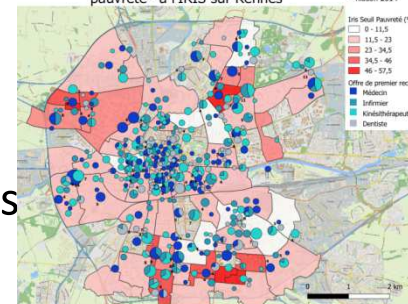 pauvreté" à l'IRIS sur Rennes
Iris Seuil Pauvreté (
0 - 11,5
11,5 - 23
23 - 34,5
34,5 - 46
46 - 57,5
Offre de premier rec
Médecin
Infirmier
Kinésithérapeut
Dentiste
s
0 1 2 km